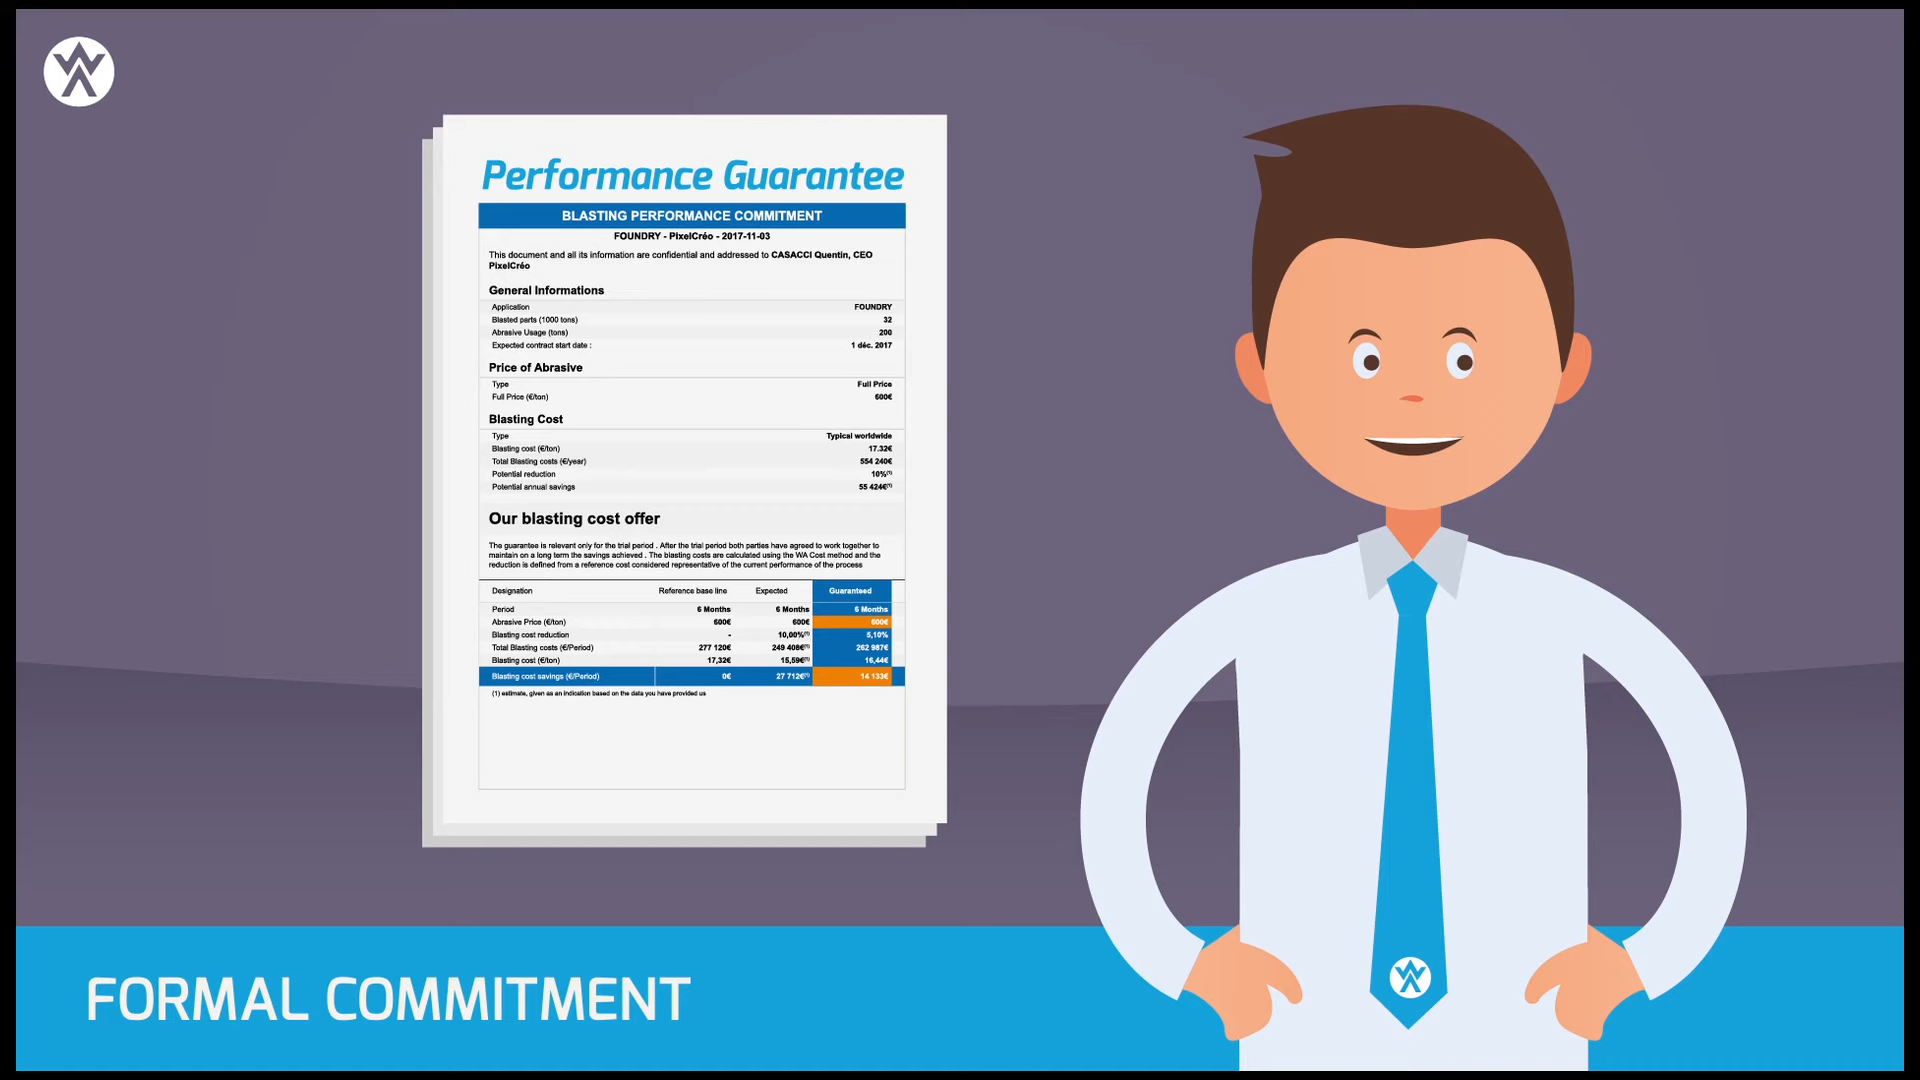 Performance Guarantee
BLASTING PERFORMANCE COMMITMENT
FOUNDRY - PixelCréo - 2017-11-03
This document and all its information are confidential and addressed to CASACCI Quentin, CEO
PixelCréo
General Informations
Application FOUNDRY
Blasted parts (1000 tons) 32
Abrasive Usage (tons) 200
Expected contract start date : 1 déc. 2017
Price of Abrasive
Type Full Price
Full Price (€/ton) 600€
Blasting Cost
Type Typical worldwide
Blasting cost (€/ton) 17.32€
Total Blasting costs (€/year) 554 240€
Potential reduction 10%(1)
Potential annual savings 55 424€(1)
Our blasting cost offer
The guarantee is relevant only for the trial period . After the trial period both parties have agreed to work together to
maintain on a long term the savings achieved . The blasting costs are calculated using the WA Cost method and the
reduction is defined from a reference cost considered representative of the current performance of the process
Designation Reference base line Expected Guaranteed
Period 6 Months 6 Months 6 Months
Abrasive Price (€/ton) 600€ 600€ 600€
Blasting cost reduction - 10,00%(1) 5,10%
Total Blasting costs (€/Period) 277 120€ 249 408€(1) 262 987€
Blasting cost (€/ton) 17,32€ 15,59€(1) 16,44€
Blasting cost savings (€/Period) 0€ 27 712€(1) 14 133€
(1) estimate, given as an indication based on the data you have provided us
FORMAL COMMITMENT